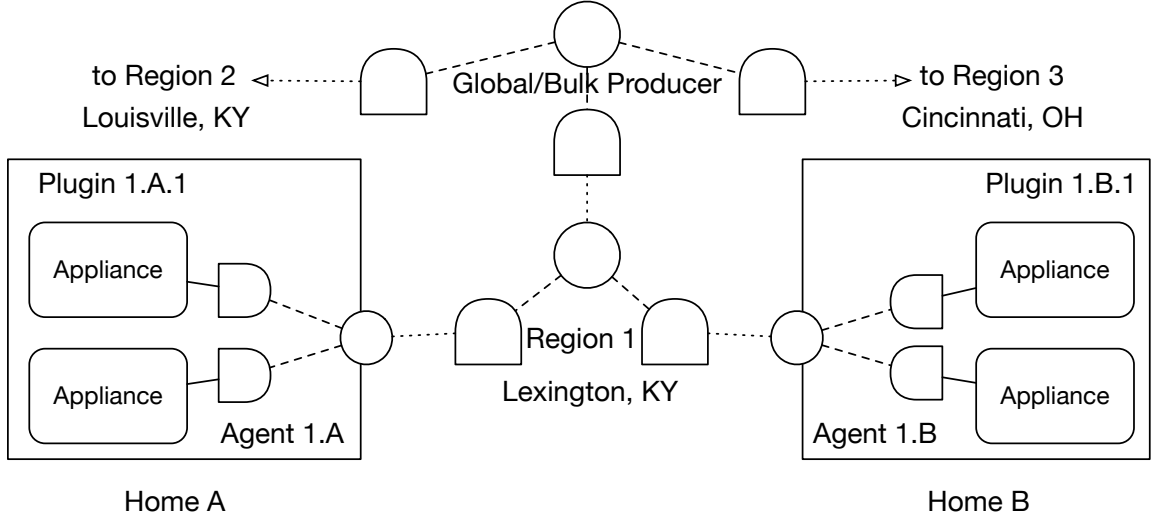 to Region 2
Louisville, KY
Global/Bulk Producer
to Region 3
Cincinnati, OH
Plugin 1.A.1
Appliance
Appliance
Agent 1.A
Home A
Region 1
Lexington, KY
Plugin 1.B.1
Appliance
Appliance
Agent 1.B
Home B